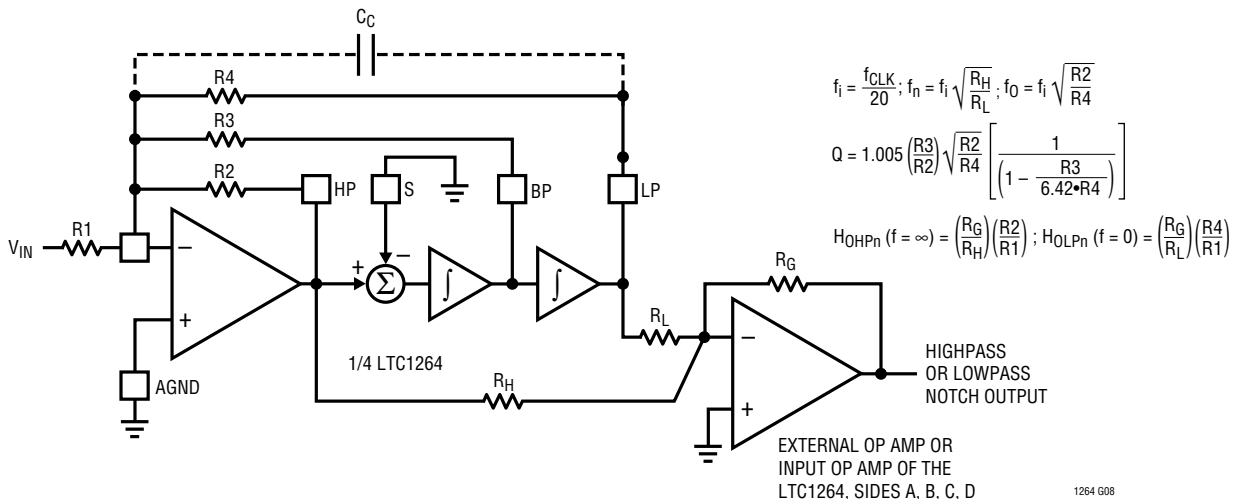 C_C
R4
R3
R2
HP
S
BP
LP
V_IN
R1
−
+
AGND
+
−
Σ
∫
∫
1/4 LTC1264
R_H
R_L
R_G
−
+
HIGHPASS
OR LOWPASS
NOTCH OUTPUT
EXTERNAL OP AMP OR
INPUT OP AMP OF THE
LTC1264, SIDES A, B, C, D
f_i = f_CLK/20 ; f_n = f_i √(R_H/R_L) ; f_O = f_i √(R2/R4)
Q = 1.005 (R3/R2) √(R2/R4) [1/(1 − R3/(6.42•R4))]
H_OHPn (f = ∞) = (R_G/R_H)(R2/R1) ; H_OLPn (f = 0) = (R_G/R_L)(R4/R1)
1264 G08